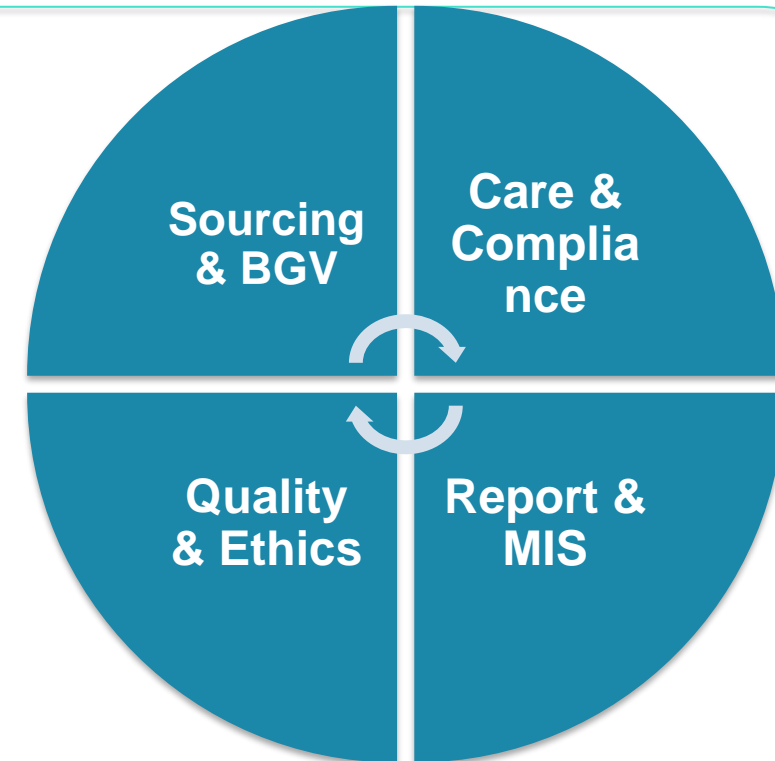 Sourcing
& BGV
Care &
Complia
nce
Quality
& Ethics
Report &
MIS